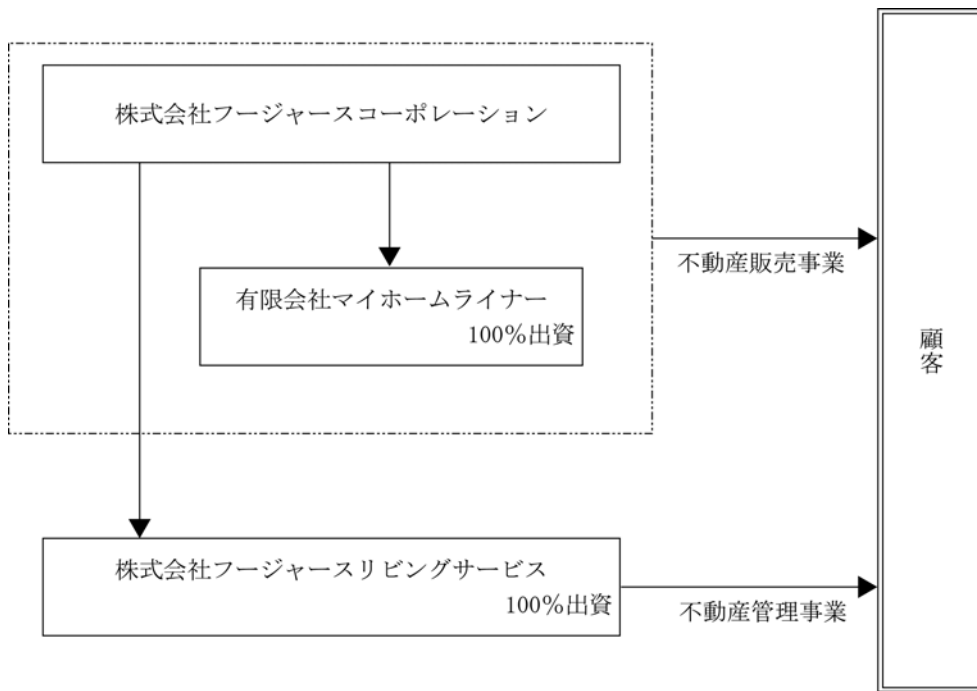 株式会社フージャースコーポレーション
有限会社マイホームライナー
100％出資
不動産販売事業
顧客
株式会社フージャースリビングサービス
100％出資
不動産管理事業